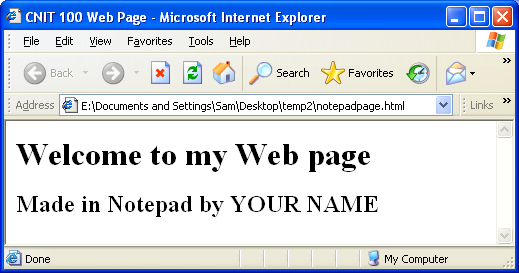 CNIT 100 Web Page - Microsoft Internet Explorer
File Edit View Favorites Tools Help
Back Search Favorites »
Address E:\Documents and Settings\Sam\Desktop\temp2\notepadpage.html Links »
Welcome to my Web page
Made in Notepad by YOUR NAME
Done My Computer